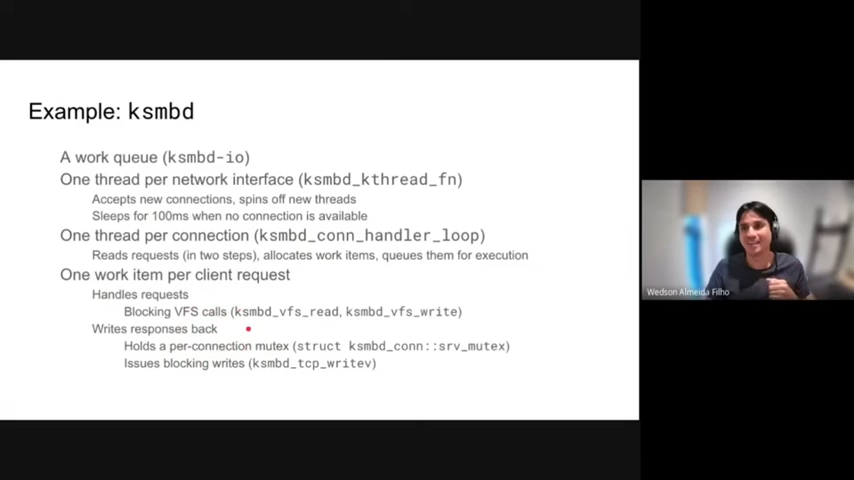 Example: ksmbd
A work queue (ksmbd-io)
One thread per network interface (ksmbd_kthread_fn)
Accepts new connections, spins off new threads
Sleeps for 100ms when no connection is available
One thread per connection (ksmbd_conn_handler_loop)
Reads requests (in two steps), allocates work items, queues them for execution
One work item per client request
Handles requests
Blocking VFS calls (ksmbd_vfs_read, ksmbd_vfs_write)
Writes responses back
Holds a per-connection mutex (struct ksmbd_conn::srv_mutex)
Issues blocking writes (ksmbd_tcp_writev)
Wedson Almeida Filho